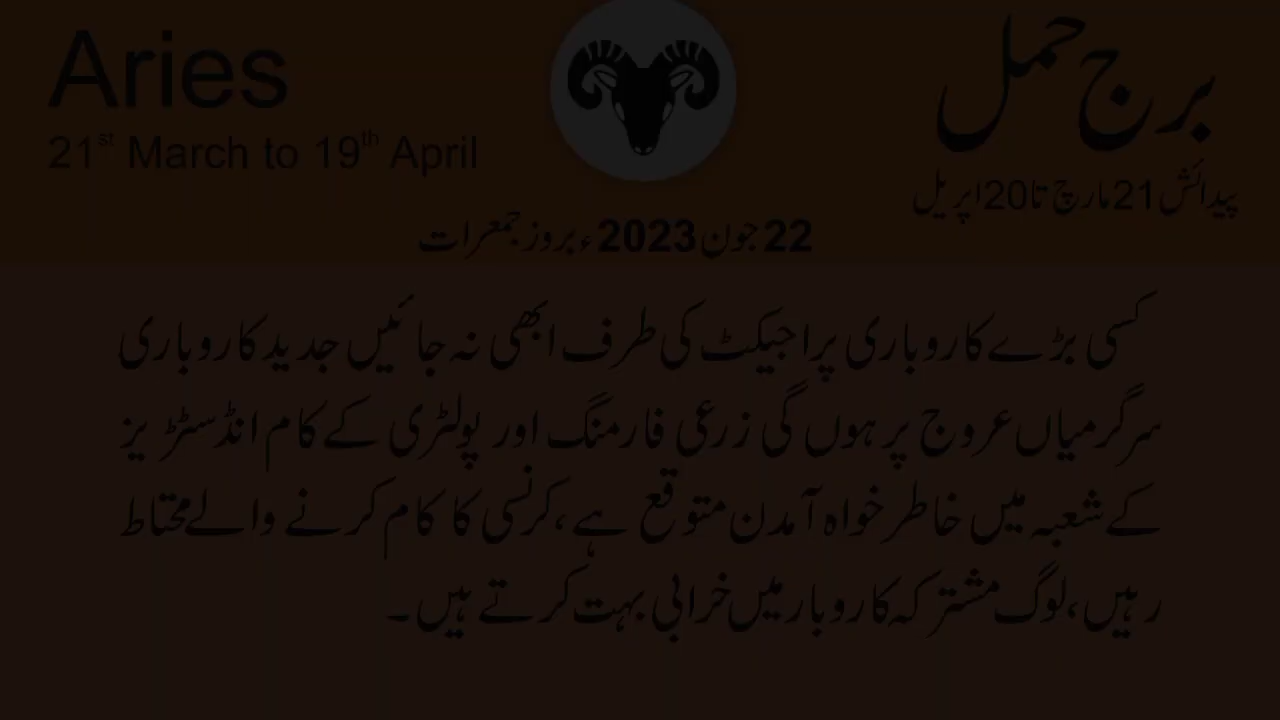 Aries
21st March to 19th April
برج حمل
پیدائش 21 مارچ تا 20 اپریل
22 جون 2023ء بروز جمعرات
کسی بڑے کاروباری پراجیکٹ کی طرف ابھی نہ جائیں جدید کاروباری
سرگرمیاں عروج پر ہوں گی زرعی فارمنگ اور پولٹری کے کام انڈسٹریز
کے شعبہ میں خاطر خواہ آمدن متوقع ہے، کرنسی کا کام کرنے والے محتاط
رہیں، لوگ مشترکہ کاروبار میں خرابی بہت کرتے ہیں۔